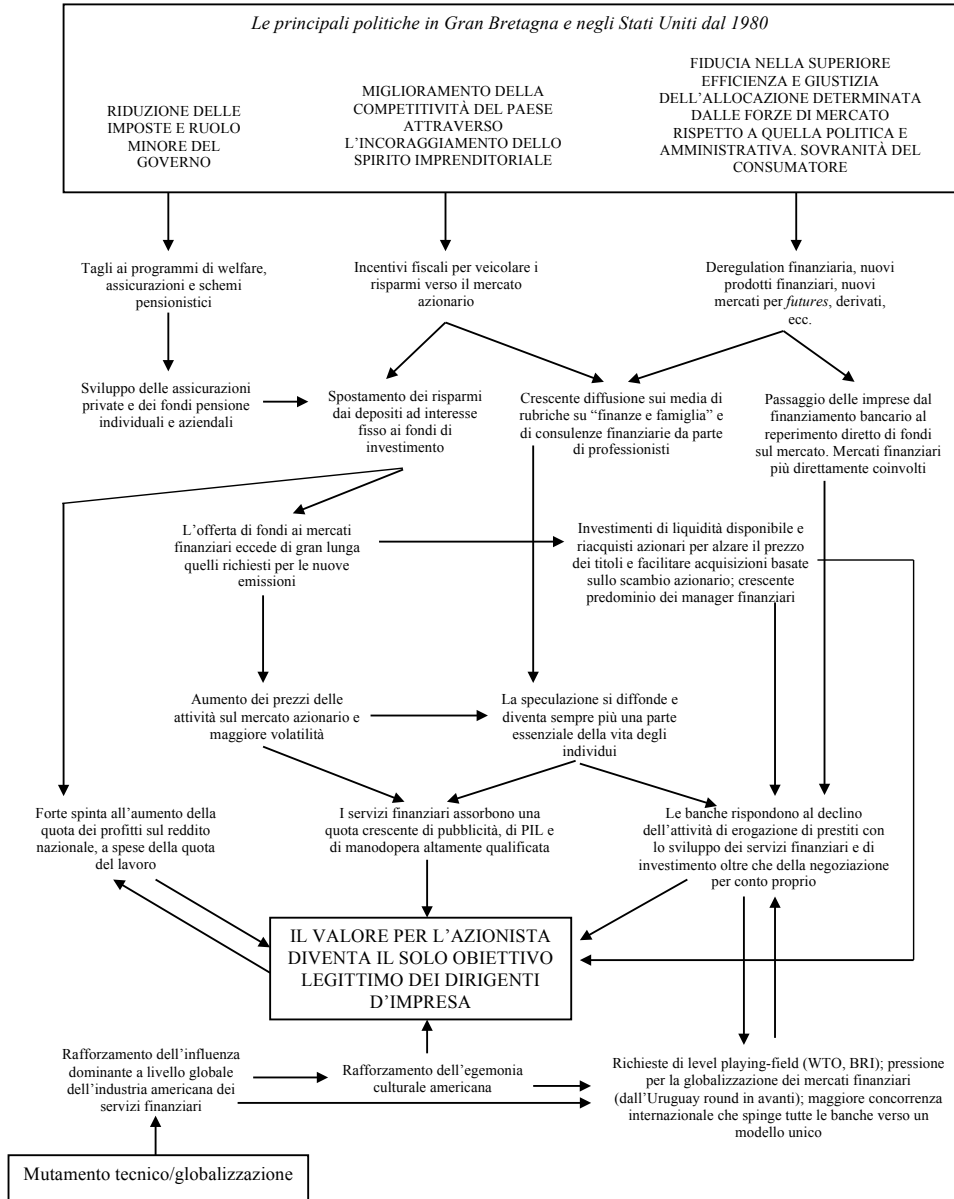 Le principali politiche in Gran Bretagna e negli Stati Uniti dal 1980
RIDUZIONE DELLE
IMPOSTE E RUOLO
MINORE DEL
GOVERNO
MIGLIORAMENTO DELLA
COMPETITIVITÀ DEL PAESE
ATTRAVERSO
L’INCORAGGIAMENTO DELLO
SPIRITO IMPRENDITORIALE
FIDUCIA NELLA SUPERIORE
EFFICIENZA E GIUSTIZIA
DELL’ALLOCAZIONE DETERMINATA
DALLE FORZE DI MERCATO
RISPETTO A QUELLA POLITICA E
AMMINISTRATIVA. SOVRANITÀ DEL
CONSUMATORE
Tagli ai programmi di welfare,
assicurazioni e schemi
pensionistici
Incentivi fiscali per veicolare i
risparmi verso il mercato
azionario
Deregulation finanziaria, nuovi
prodotti finanziari, nuovi
mercati per futures, derivati,
ecc.
Sviluppo delle assicurazioni
private e dei fondi pensione
individuali e aziendali
Spostamento dei risparmi
dai depositi ad interesse
fisso ai fondi di
investimento
Crescente diffusione sui media di
rubriche su “finanze e famiglia” e
di consulenze finanziarie da parte
di professionisti
Passaggio delle imprese dal
finanziamento bancario al
reperimento diretto di fondi
sul mercato. Mercati finanziari
più direttamente coinvolti
L’offerta di fondi ai mercati
finanziari eccede di gran lunga
quelli richiesti per le nuove
emissioni
Investimenti di liquidità disponibile e
riacquisti azionari per alzare il prezzo
dei titoli e facilitare acquisizioni basate
sullo scambio azionario; crescente
predominio dei manager finanziari
Aumento dei prezzi delle
attività sul mercato azionario e
maggiore volatilità
La speculazione si diffonde e
diventa sempre più una parte
essenziale della vita degli
individui
Forte spinta all’aumento della
quota dei profitti sul reddito
nazionale, a spese della quota
del lavoro
I servizi finanziari assorbono una
quota crescente di pubblicità, di PIL e
di manodopera altamente qualificata
Le banche rispondono al declino
dell’attività di erogazione di prestiti con
lo sviluppo dei servizi finanziari e di
investimento oltre che della negoziazione
per conto proprio
IL VALORE PER L’AZIONISTA
DIVENTA IL SOLO OBIETTIVO
LEGITTIMO DEI DIRIGENTI
D’IMPRESA
Rafforzamento dell’influenza
dominante a livello globale
dell’industria americana dei
servizi finanziari
Rafforzamento dell’egemonia
culturale americana
Richieste di level playing-field (WTO, BRI); pressione
per la globalizzazione dei mercati finanziari
(dall’Uruguay round in avanti); maggiore concorrenza
internazionale che spinge tutte le banche verso un
modello unico
Mutamento tecnico/globalizzazione